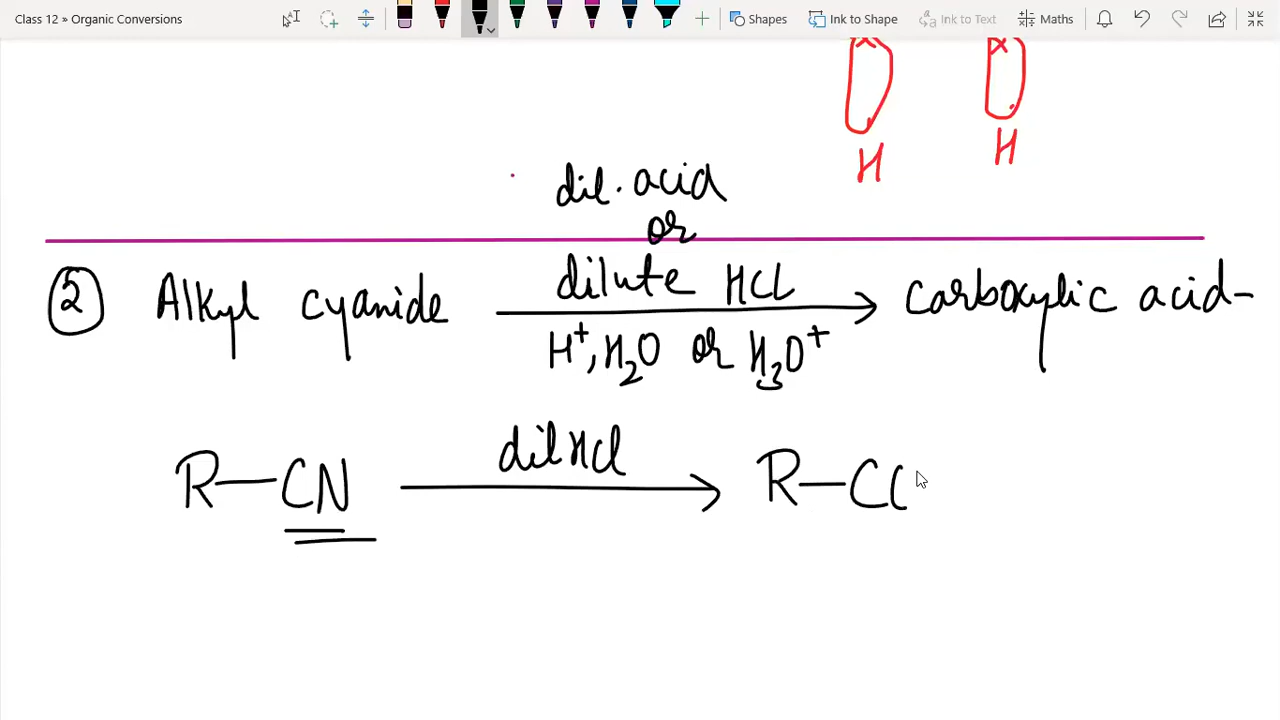 Class 12 » Organic Conversions
Shapes
Ink to Shape
Ink to Text
Maths
H H
dil. acid
or
② Alkyl cyanide dilute HCl carboxylic acid-
H⁺, H₂O or H₃O⁺
R—CN dil HCl R—C